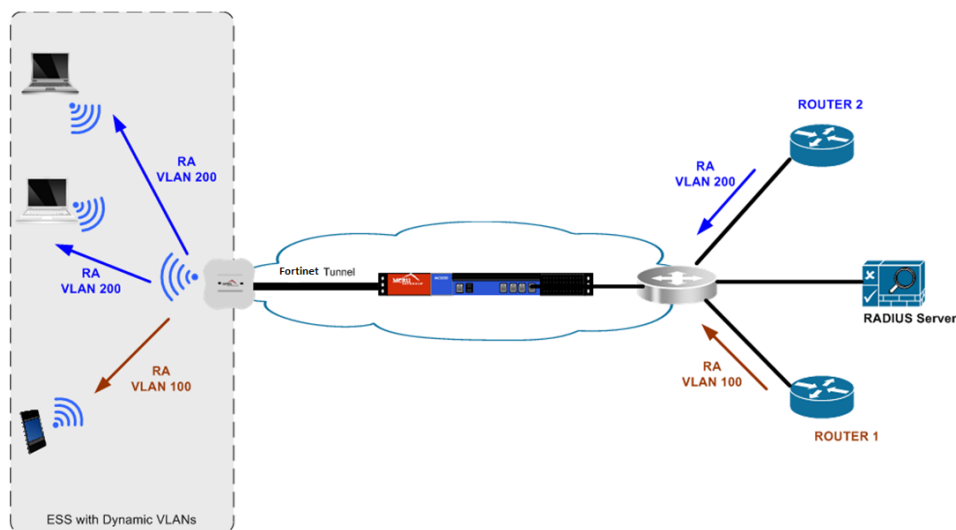 ROUTER 2
RA
VLAN 200
RA
VLAN 200
RA
VLAN 200
Fortinet Tunnel
RADIUS Server
RA
VLAN 100
RA
VLAN 100
ROUTER 1
ESS with Dynamic VLANs